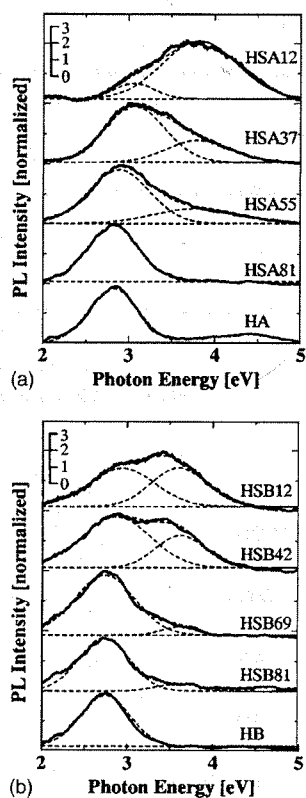 3
2
1
0
HSA12
HSA37
HSA55
HSA81
HA
PL Intensity [normalized]
2 3 4 5
(a) Photon Energy [eV]
3
2
1
0
HSB12
HSB42
HSB69
HSB81
HB
PL Intensity [normalized]
2 3 4 5
(b) Photon Energy [eV]